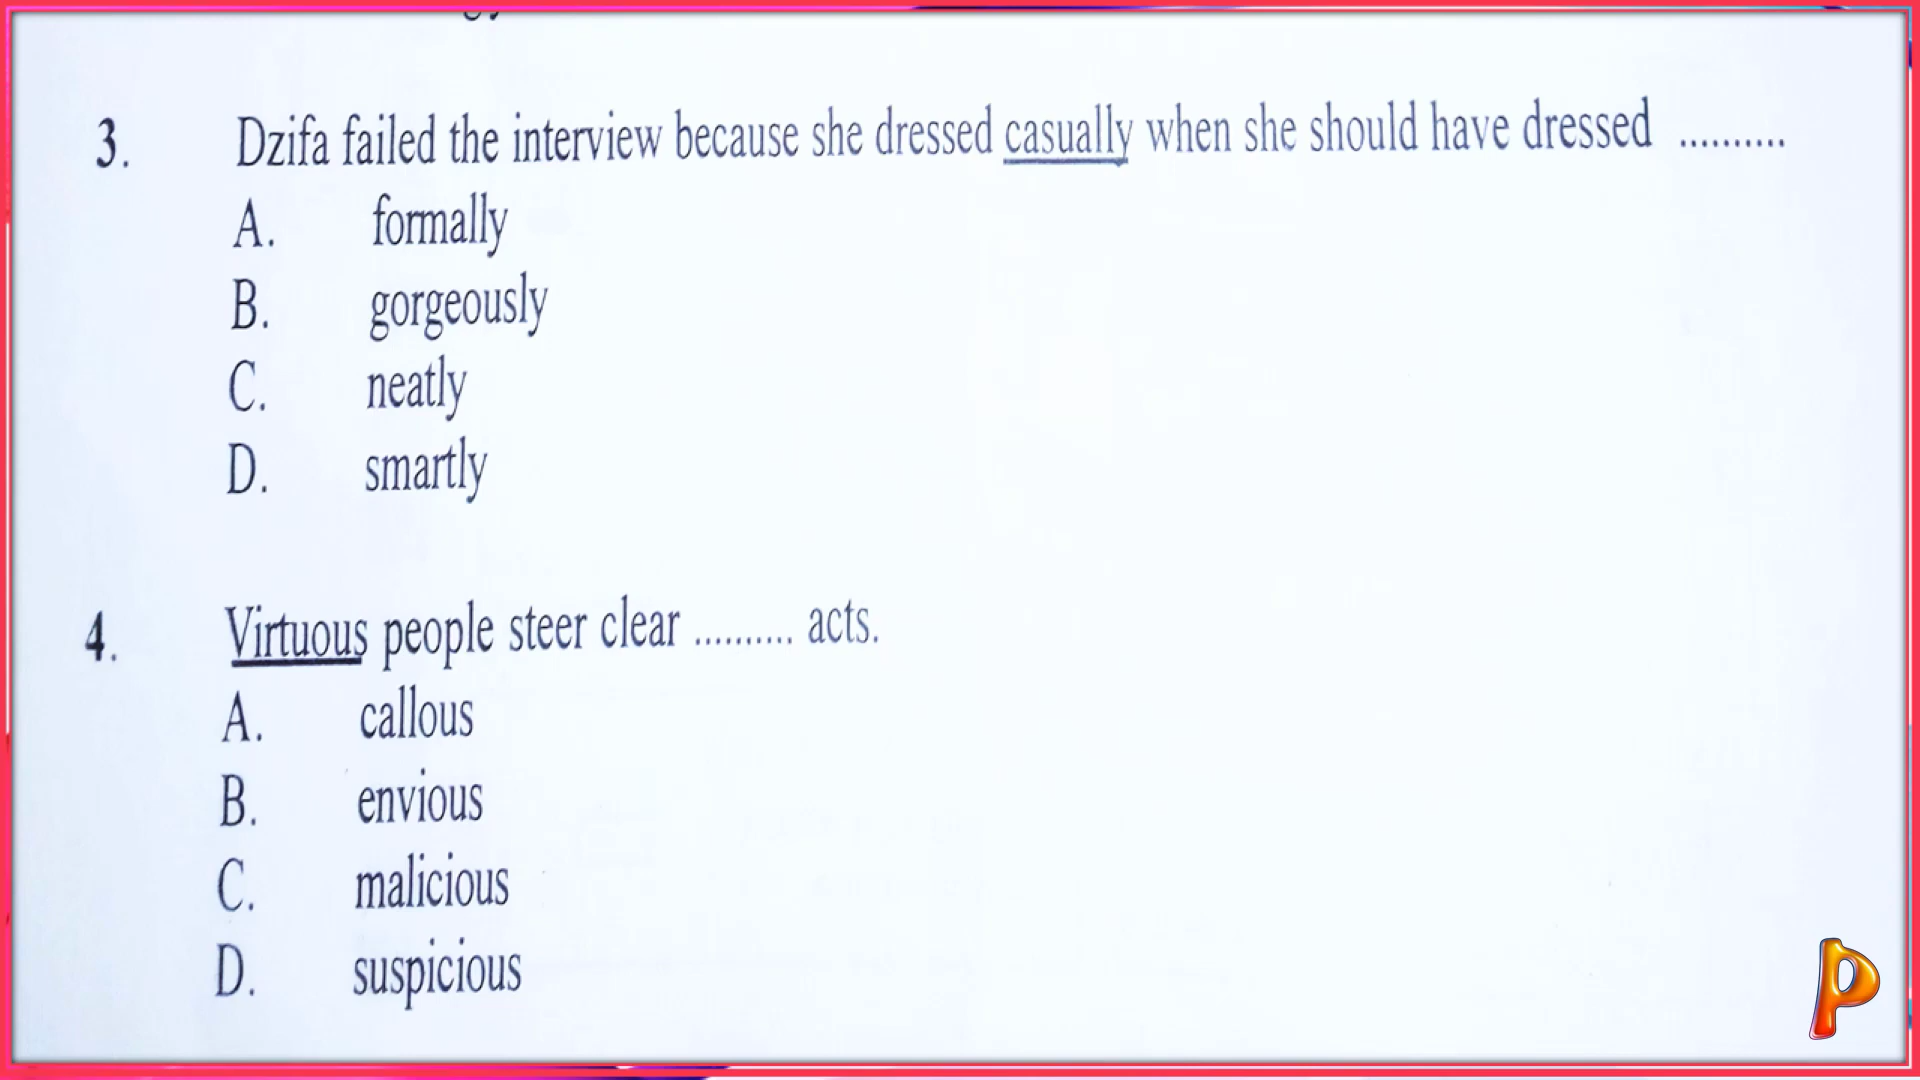 3. Dzifa failed the interview because she dressed casually when she should have dressed ..........
A. formally
B. gorgeously
C. neatly
D. smartly
4. Virtuous people steer clear .......... acts.
A. callous
B. envious
C. malicious
D. suspicious
P